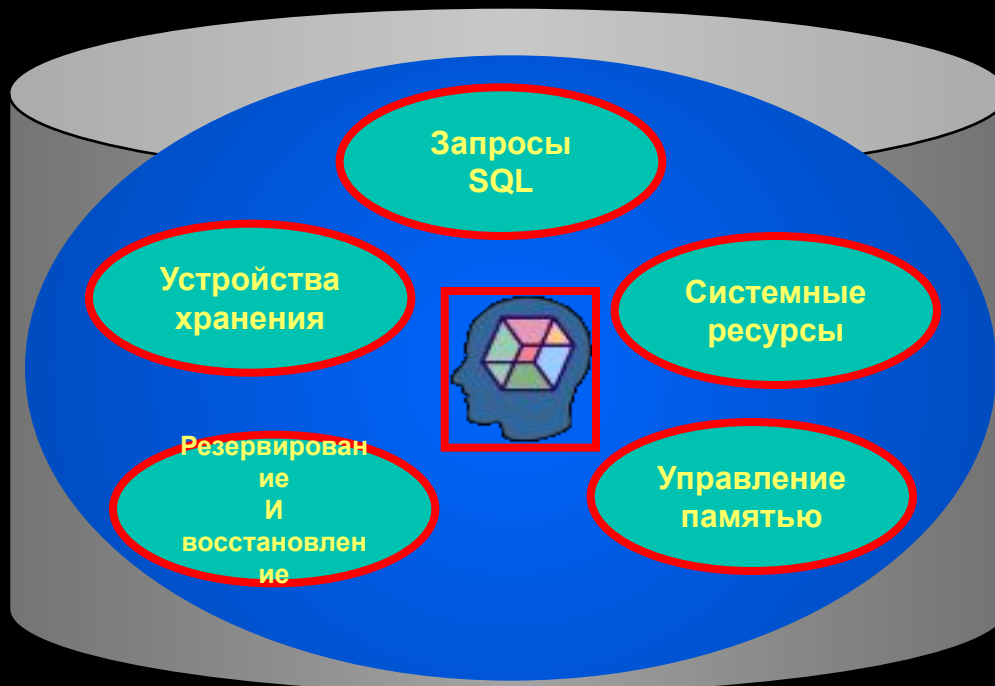 Запросы
SQL
Устройства
хранения
Системные
ресурсы
Резервирован
ие
И
восстановлен
ие
Управление
памятью